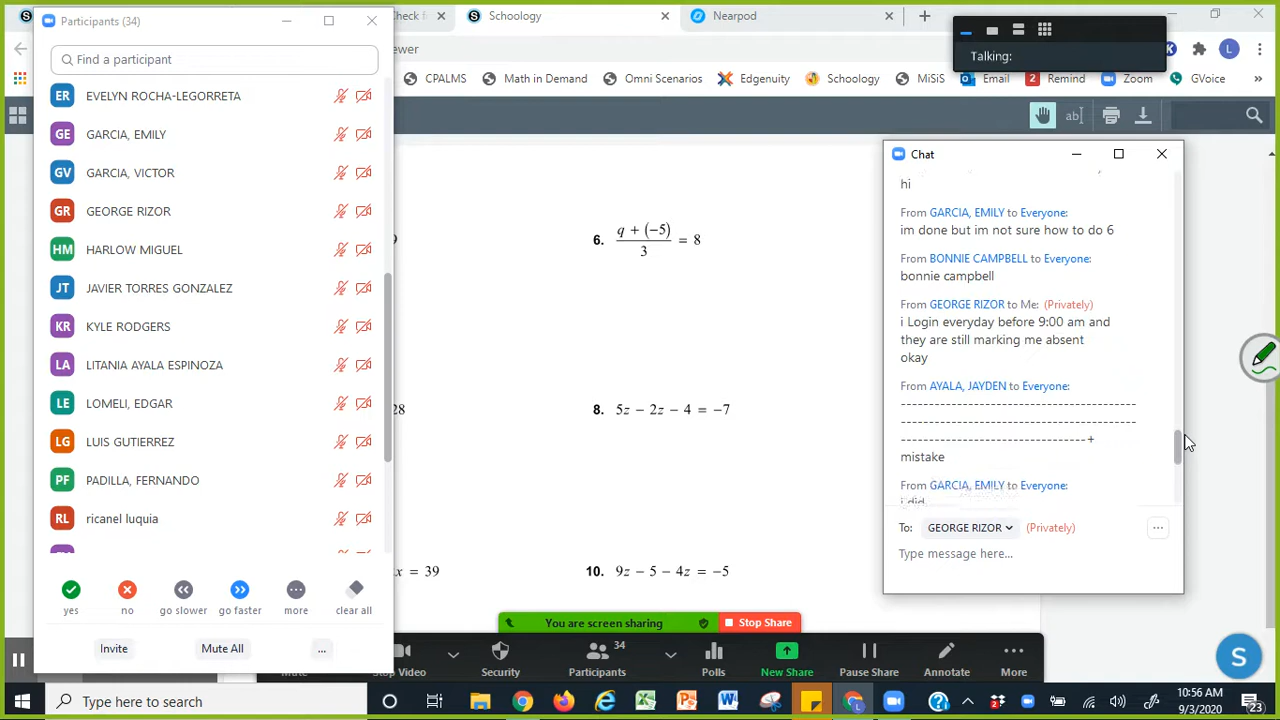 Participants (34)
Find a participant
ER EVELYN ROCHA-LEGORRETA
GE GARCIA, EMILY
GV GARCIA, VICTOR
GR GEORGE RIZOR
HM HARLOW MIGUEL
JT JAVIER TORRES GONZALEZ
KR KYLE RODGERS
LA LITANIA AYALA ESPINOZA
LE LOMELI, EDGAR
LG LUIS GUTIERREZ
PF PADILLA, FERNANDO
RL ricanel luquia
yes no go slower go faster more clear all
Invite Mute All ...
Check f
S Schoology
Nearpod
ewer
CPALMS Math in Demand Omni Scenarios Edgenuity Schoology MiSiS Email 2 Remind Zoom GVoice
K L
Talking:
9
6. q + (−5) / 3 = 8
28
8. 5z − 2z − 4 = −7
x = 39
10. 9z − 5 − 4z = −5
Chat
hi
From GARCIA, EMILY to Everyone:
im done but im not sure how to do 6
From BONNIE CAMPBELL to Everyone:
bonnie campbell
From GEORGE RIZOR to Me: (Privately)
i Login everyday before 9:00 am and
they are still marking me absent
okay
From AYALA, JAYDEN to Everyone:
---------------------------------------
---------------------------------------
-------------------------------+
mistake
From GARCIA, EMILY to Everyone:
i did
To: GEORGE RIZOR (Privately)
Type message here...
You are screen sharing Stop Share
Mute Stop Video Security Participants 34 Polls New Share Pause Share Annotate More
S
Type here to search
10:56 AM
9/3/2020
23